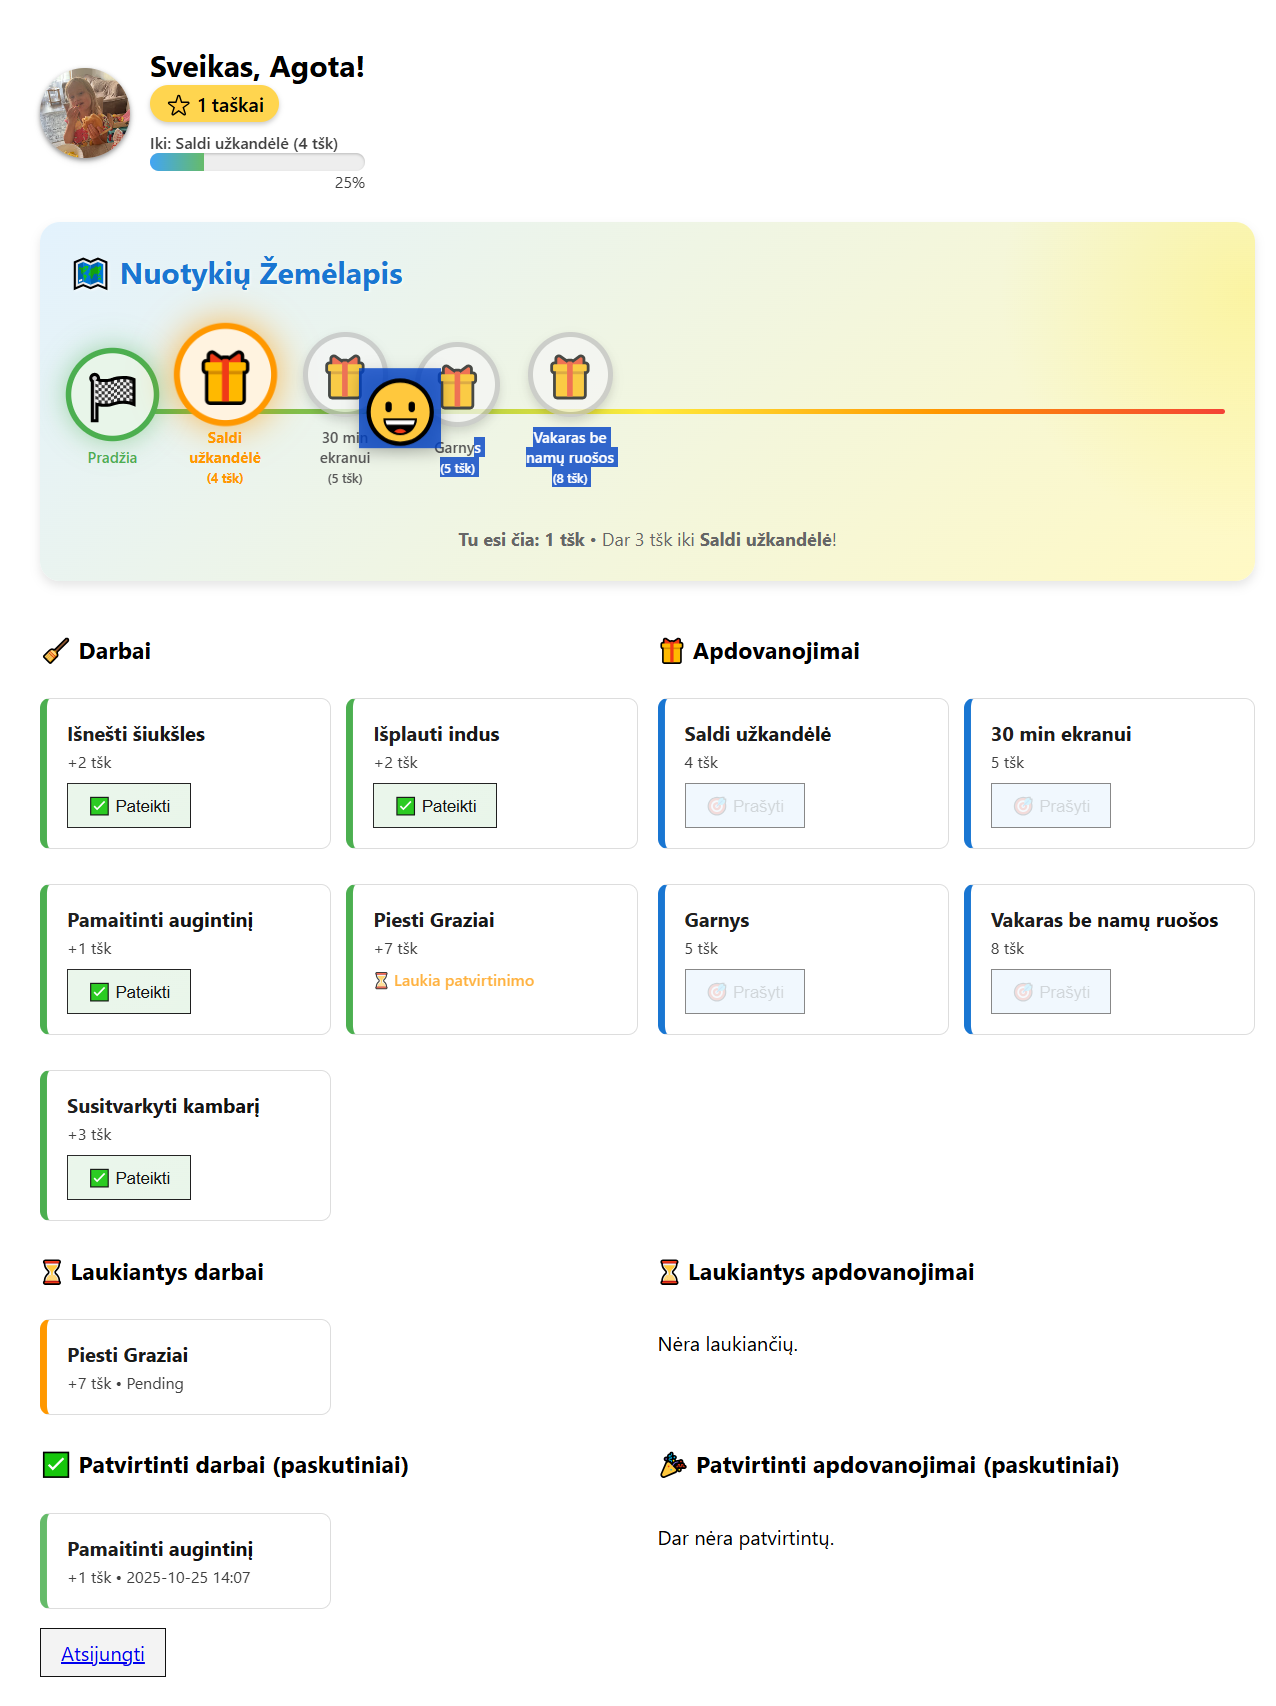 Sveikas, Agota!
1 taškai
Iki: Saldi užkandėlė (4 tšk)
25%
Nuotykių Žemėlapis
Pradžia
Saldi
užkandėlė
(4 tšk)
30 min
ekranui
(5 tšk)
Garnys
(5 tšk)
Vakaras be
namų ruošos
(8 tšk)
Tu esi čia: 1 tšk • Dar 3 tšk iki Saldi užkandėlė!
Darbai
Išnešti šiukšles
+2 tšk
Pateikti
Išplauti indus
+2 tšk
Pateikti
Pamaitinti augintinį
+1 tšk
Pateikti
Piesti Graziai
+7 tšk
Laukia patvirtinimo
Susitvarkyti kambarį
+3 tšk
Pateikti
Apdovanojimai
Saldi užkandėlė
4 tšk
Prašyti
30 min ekranui
5 tšk
Prašyti
Garnys
5 tšk
Prašyti
Vakaras be namų ruošos
8 tšk
Prašyti
Laukiantys darbai
Piesti Graziai
+7 tšk • Pending
Laukiantys apdovanojimai
Nėra laukiančių.
Patvirtinti darbai (paskutiniai)
Pamaitinti augintinį
+1 tšk • 2025-10-25 14:07
Patvirtinti apdovanojimai (paskutiniai)
Dar nėra patvirtintų.
Atsijungti